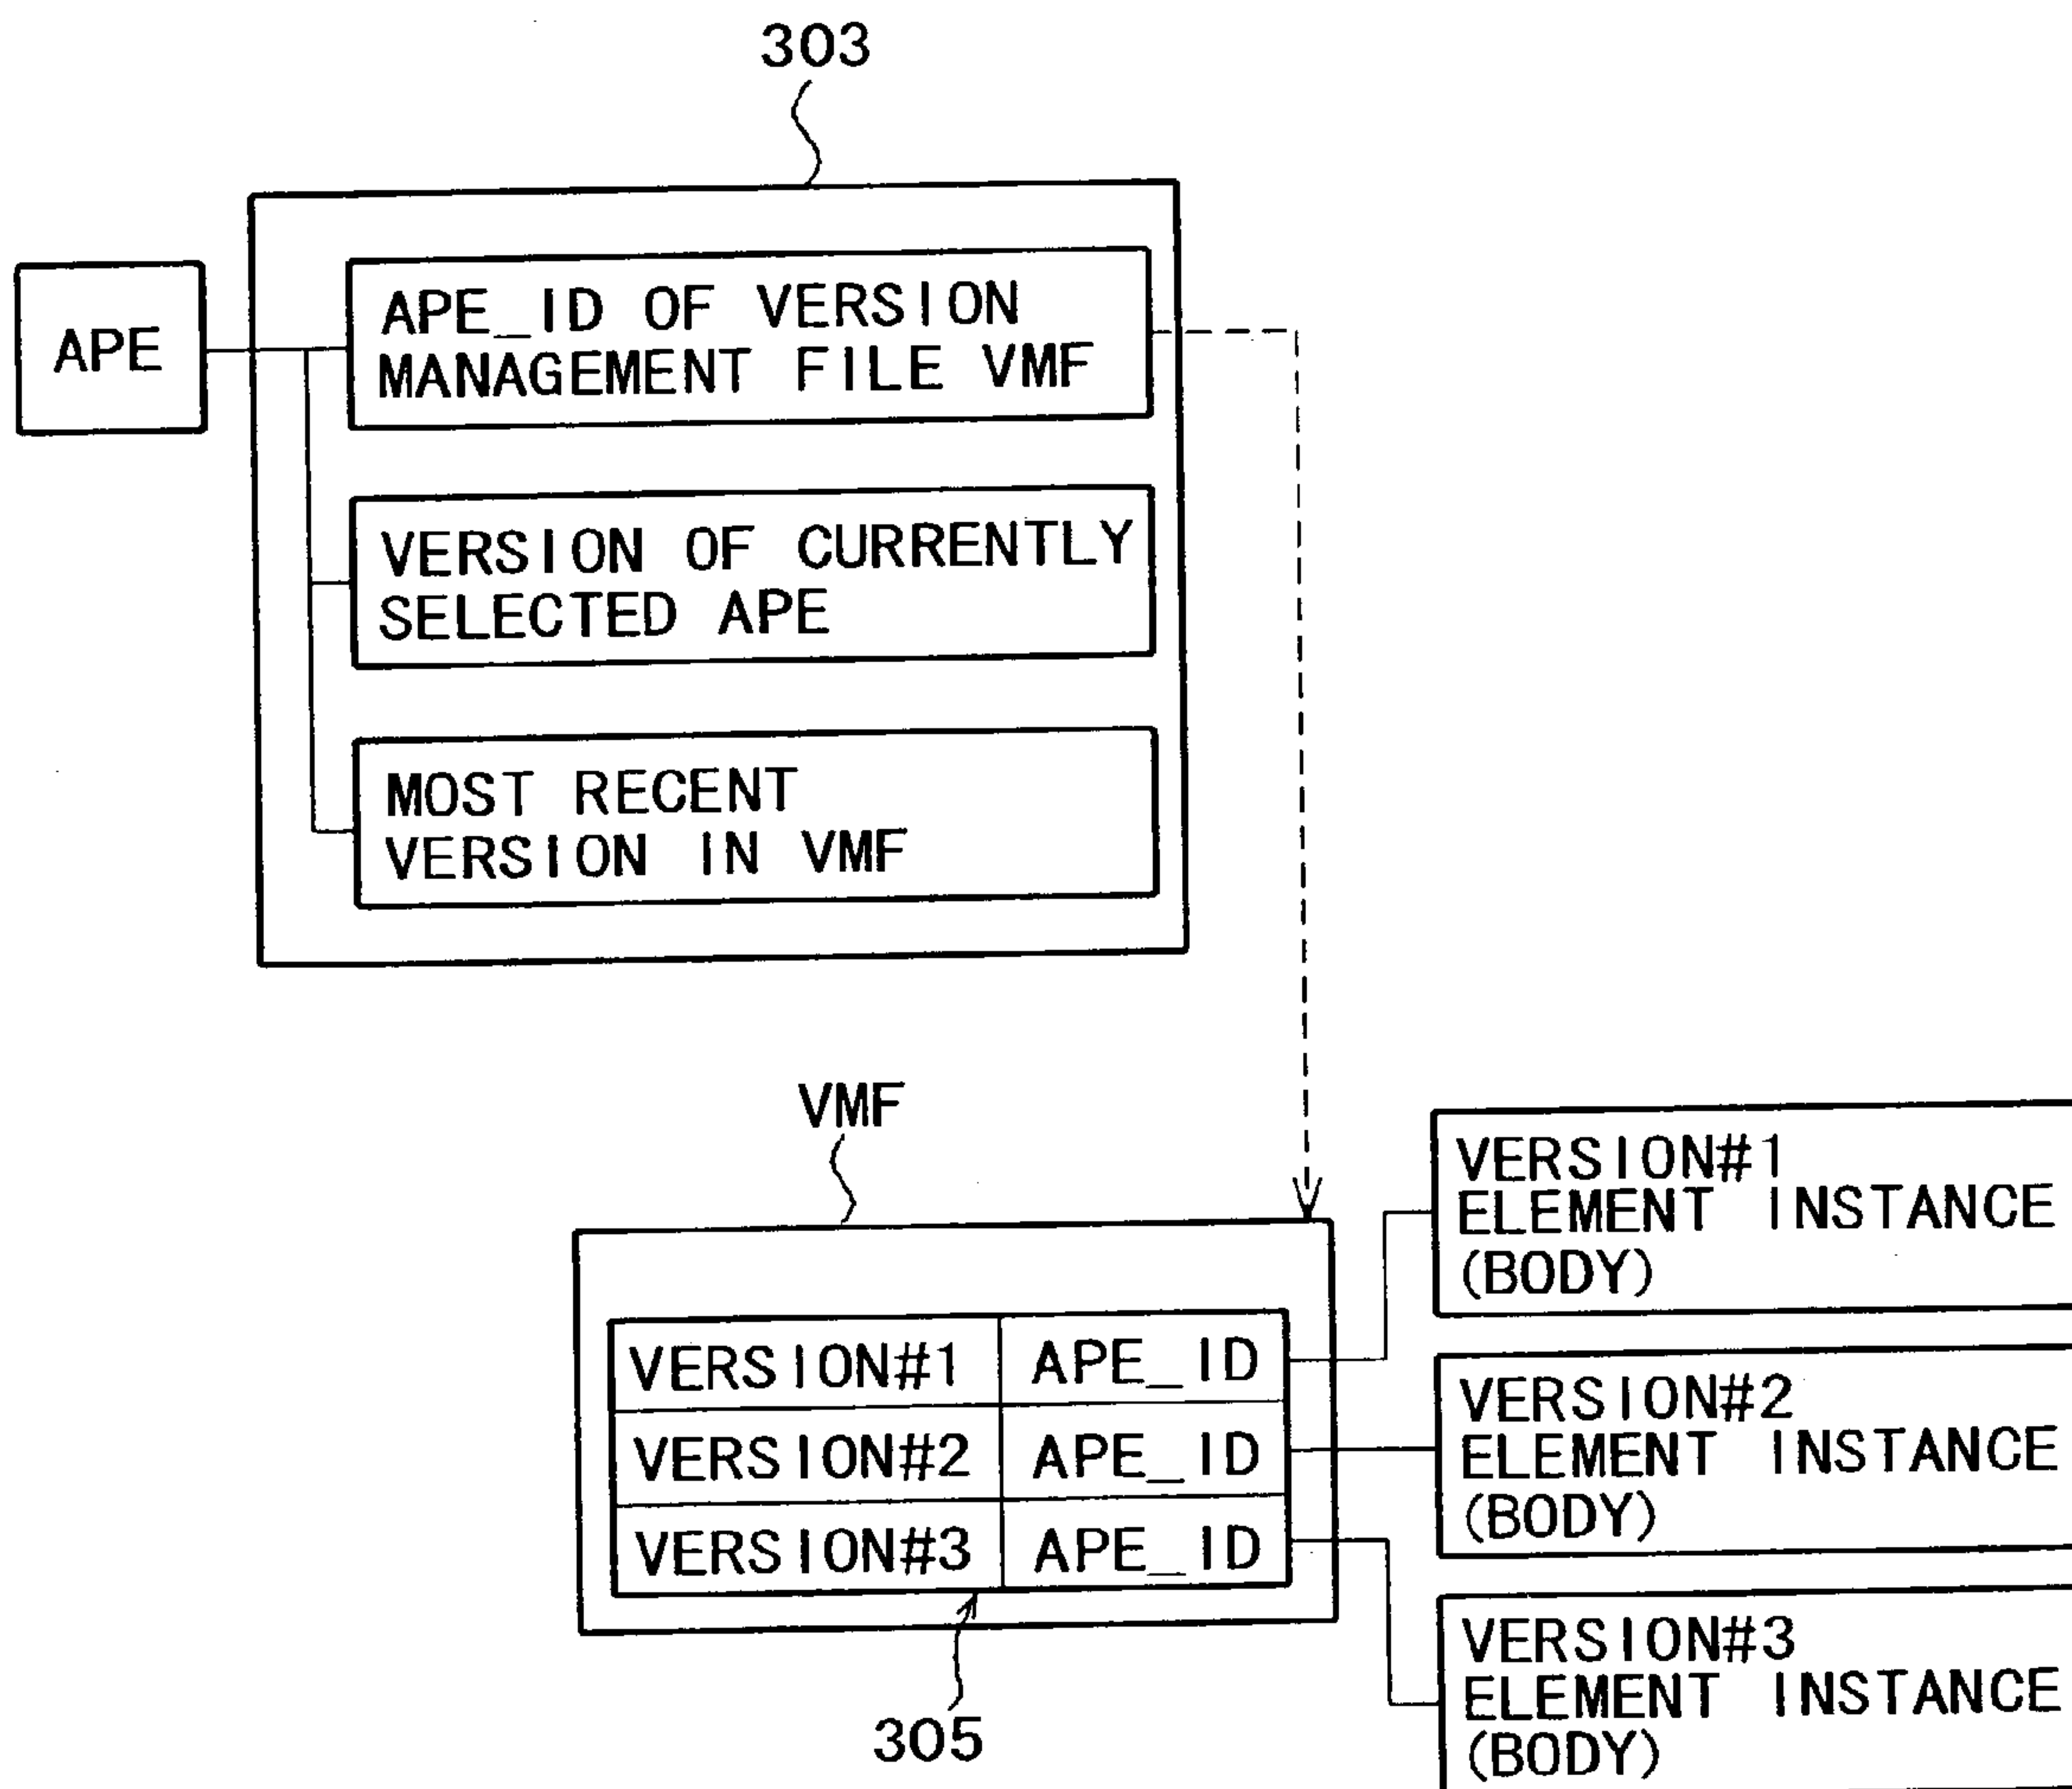 303
APE
APE_ID OF VERSION
MANAGEMENT FILE VMF
VERSION OF CURRENTLY
SELECTED APE
MOST RECENT
VERSION IN VMF
VMF
VERSION#1 APE_ID
VERSION#2 APE_ID
VERSION#3 APE_ID
305
VERSION#1
ELEMENT INSTANCE
(BODY)
VERSION#2
ELEMENT INSTANCE
(BODY)
VERSION#3
ELEMENT INSTANCE
(BODY)